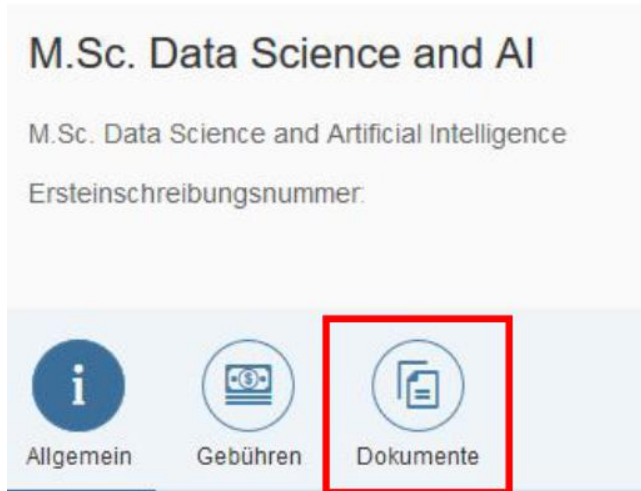 M.Sc. Data Science and AI
M.Sc. Data Science and Artificial Intelligence
Ersteinschreibungsnummer:
Allgemein Gebühren Dokumente